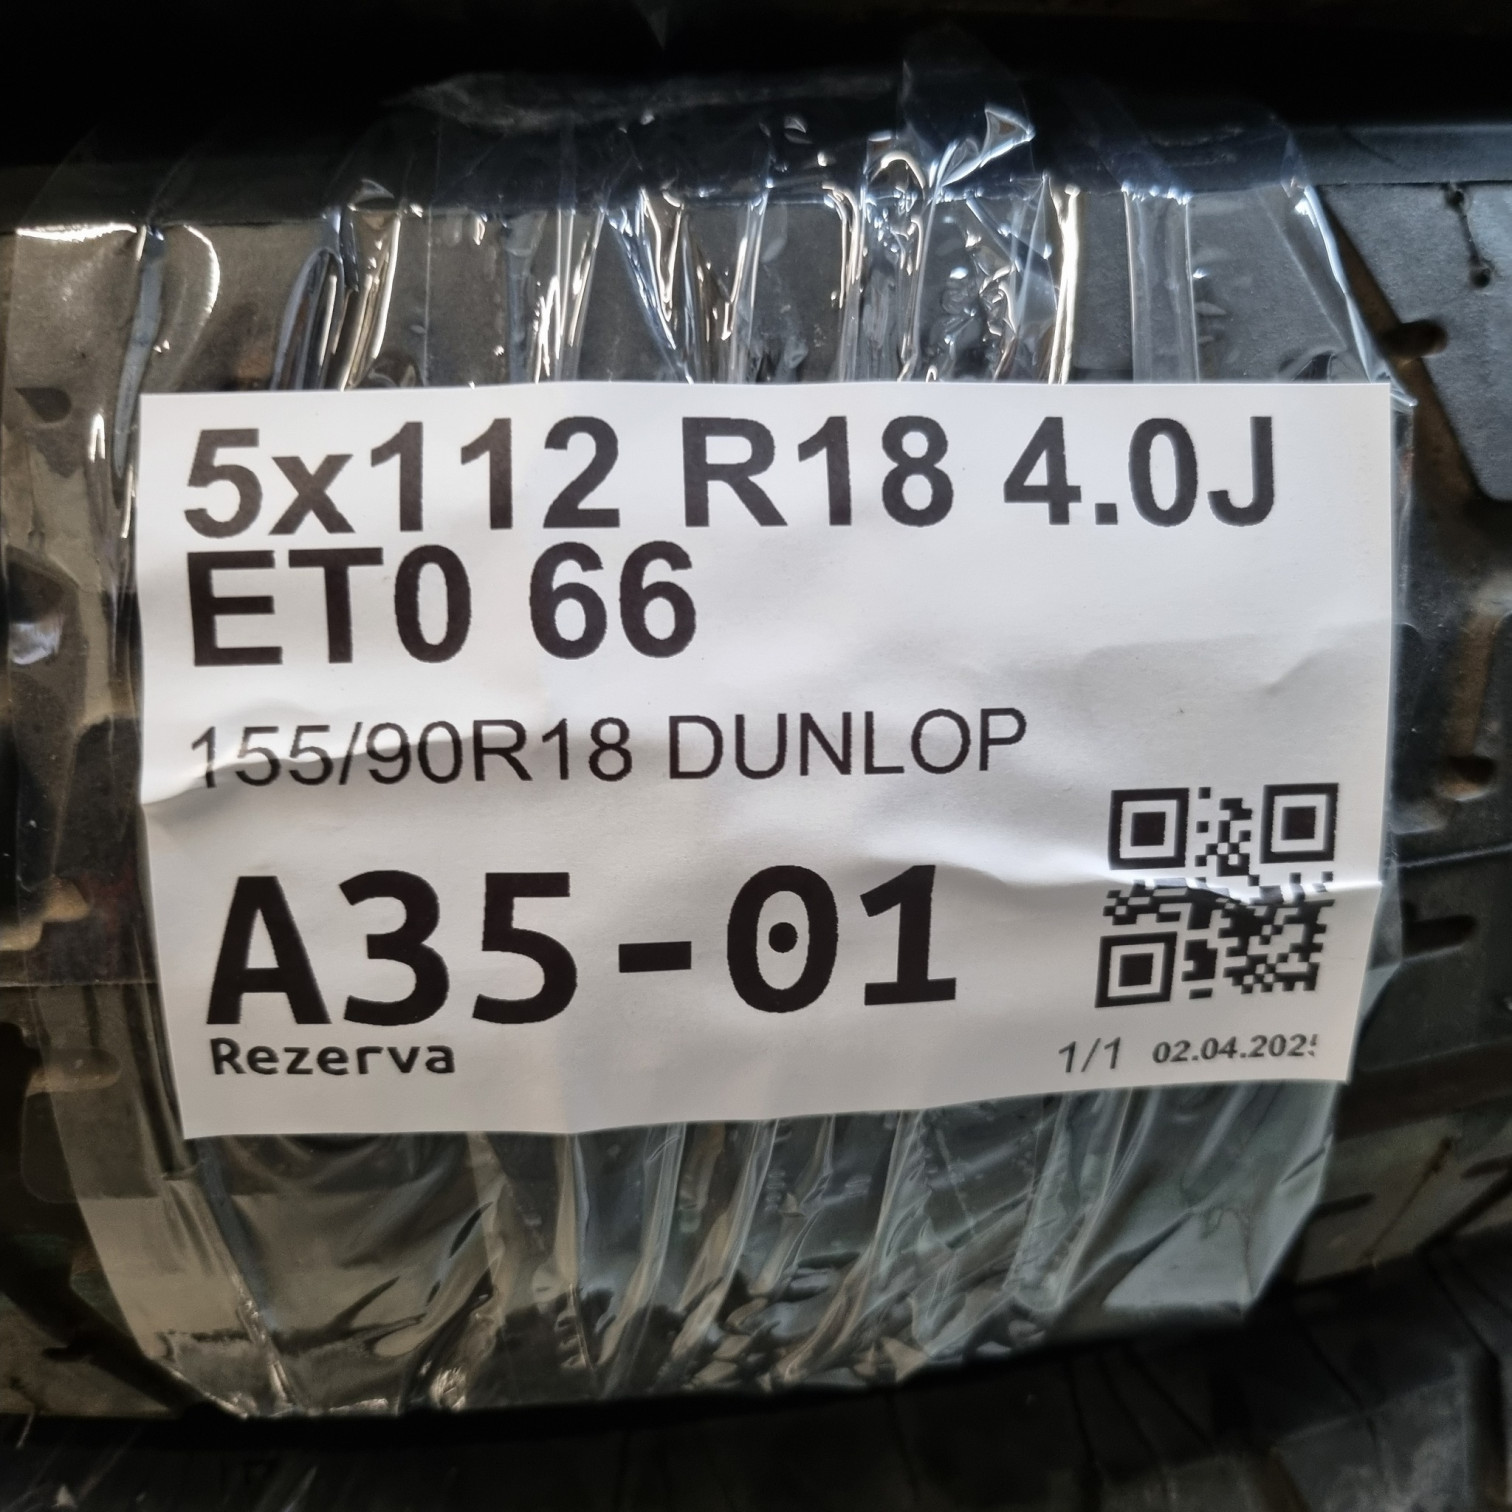 5x112 R18 4.0J
ET0 66
155/90R18 DUNLOP
A35-01
Rezerva
1/1 02.04.2025